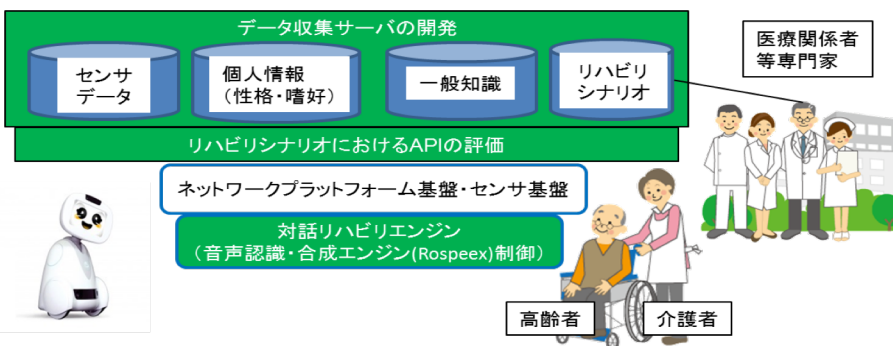 データ収集サーバの開発
センサ
データ
個人情報
(性格・嗜好)
一般知識
リハビリ
シナリオ
医療関係者
等専門家
リハビリシナリオにおけるAPIの評価
ネットワークプラットフォーム基盤・センサ基盤
対話リハビリエンジン
(音声認識・合成エンジン(Rospeex)制御)
高齢者
介護者